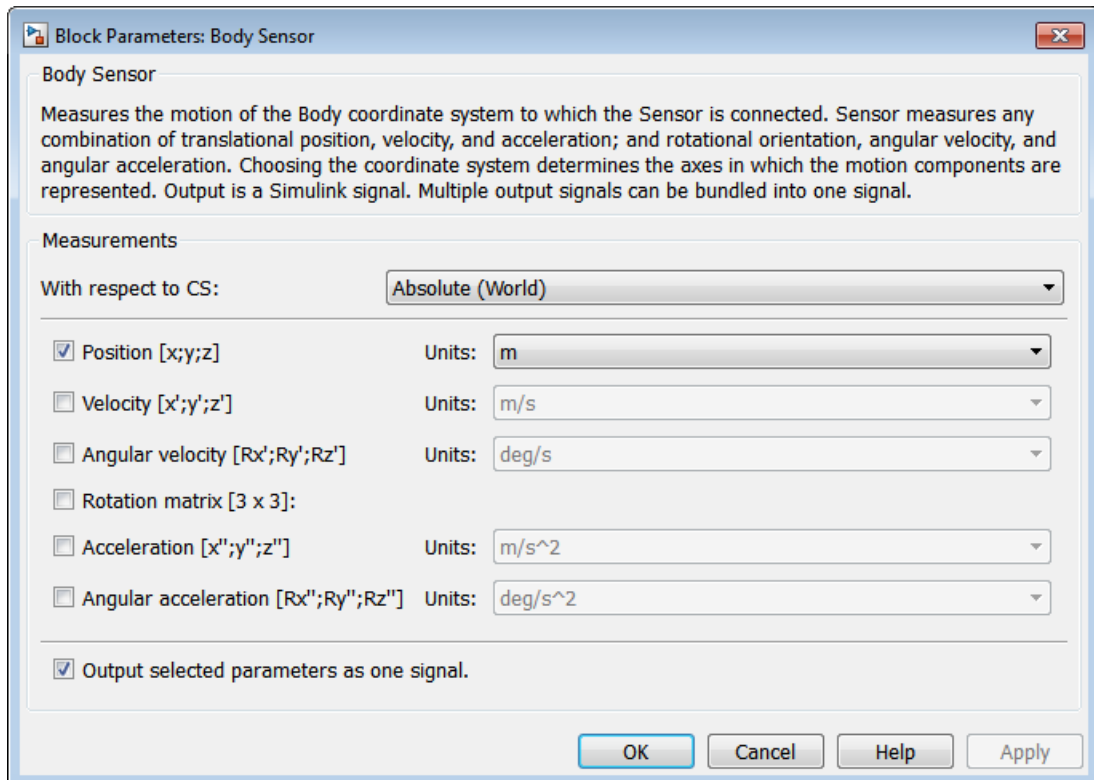 Block Parameters: Body Sensor
Body Sensor
Measures the motion of the Body coordinate system to which the Sensor is connected. Sensor measures any
combination of translational position, velocity, and acceleration; and rotational orientation, angular velocity, and
angular acceleration. Choosing the coordinate system determines the axes in which the motion components are
represented. Output is a Simulink signal. Multiple output signals can be bundled into one signal.
Measurements
With respect to CS: Absolute (World)
Position [x;y;z] Units: m
Velocity [x';y';z'] Units: m/s
Angular velocity [Rx';Ry';Rz'] Units: deg/s
Rotation matrix [3 x 3]:
Acceleration [x'';y'';z''] Units: m/s^2
Angular acceleration [Rx'';Ry'';Rz''] Units: deg/s^2
Output selected parameters as one signal.
OK Cancel Help Apply